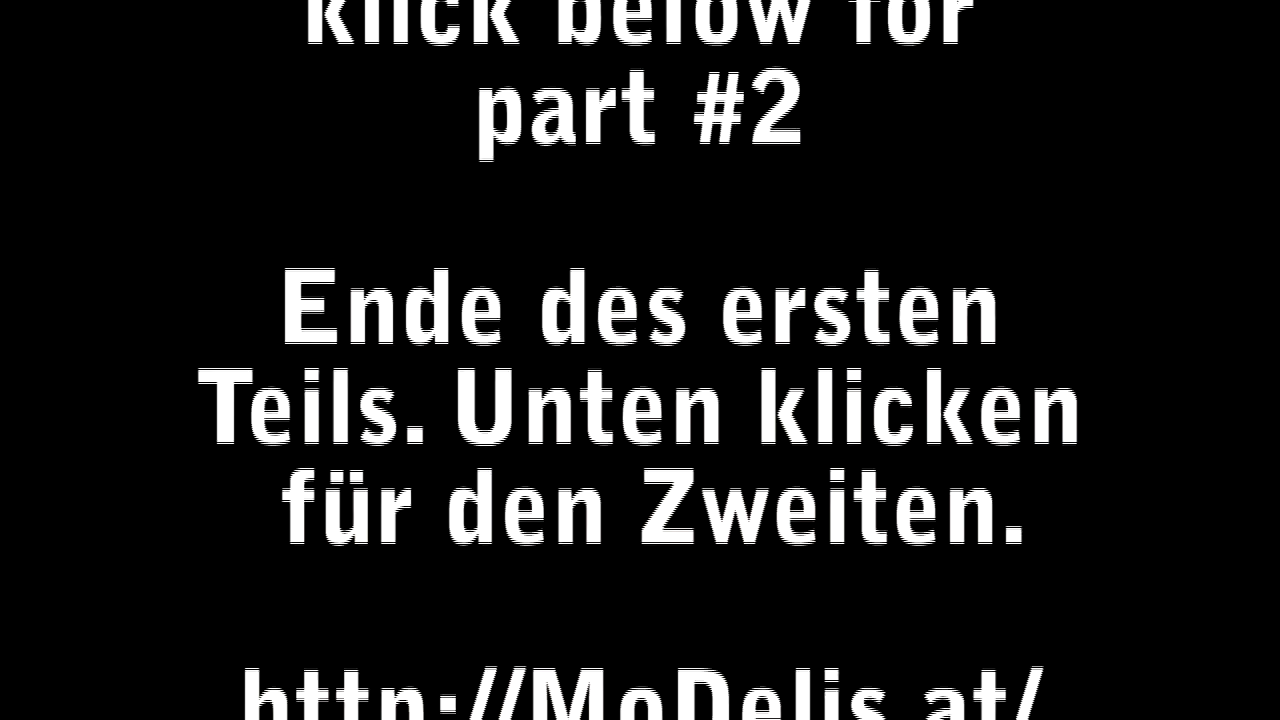 klick below for
part #2
Ende des ersten
Teils. Unten klicken
für den Zweiten.
http://MoDelis.at/